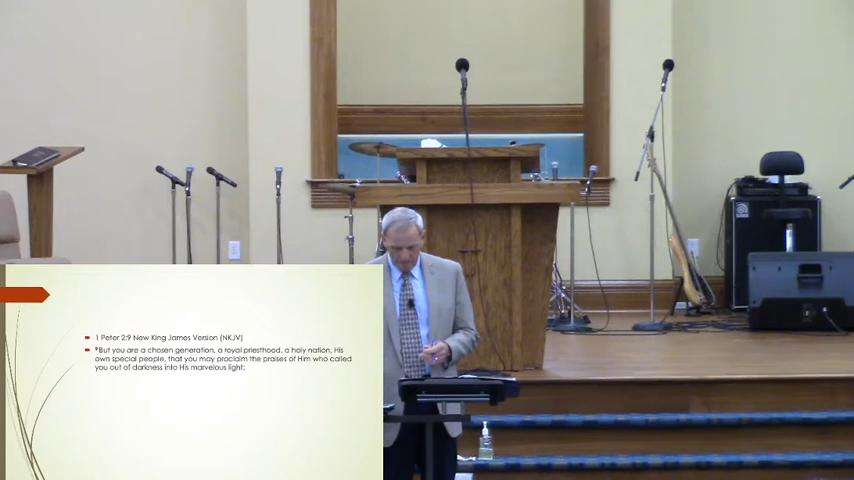 1 Peter 2:9 New King James Version (NKJV)
9 But you are a chosen generation, a royal priesthood, a holy nation, His
own special people, that you may proclaim the praises of Him who called
you out of darkness into His marvelous light;